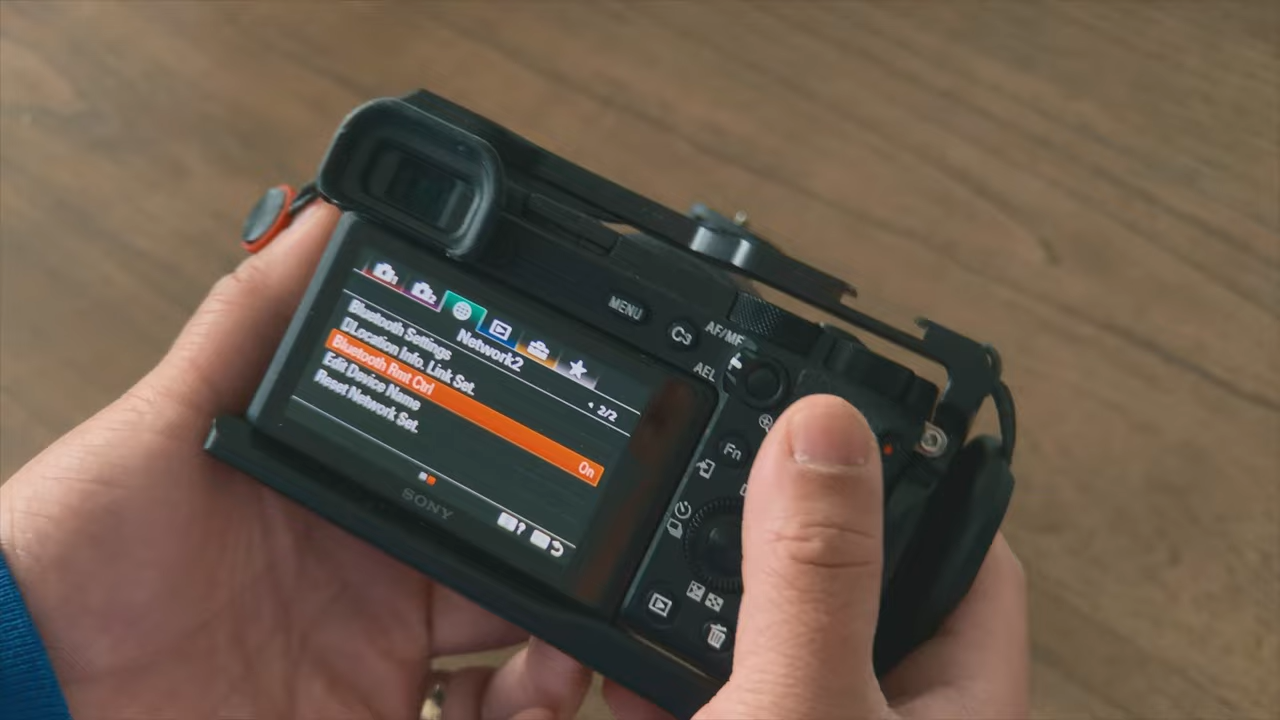 MENU
C3
AF/MF
AEL
Fn
Network2
2/2
Bluetooth Settings
Location Info. Link Set.
Bluetooth Rmt Ctrl
On
Edit Device Name
Reset Network Set.
?
SONY